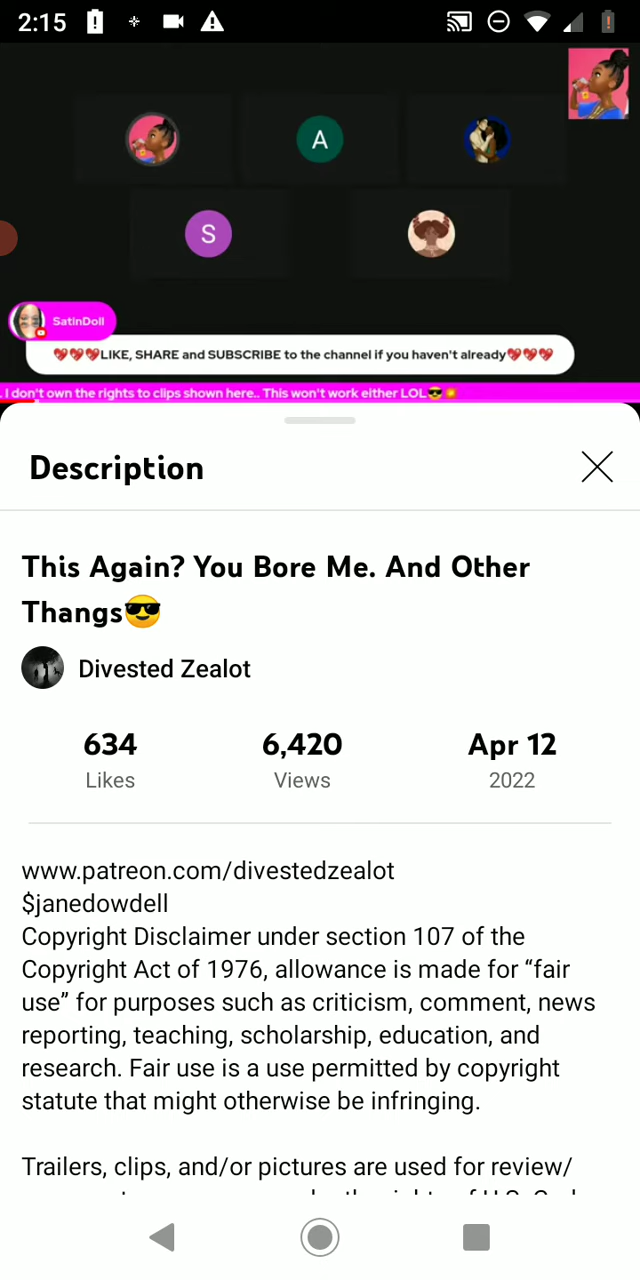 2:15
A
S
SatinDoll
💖💖💖LIKE, SHARE and SUBSCRIBE to the channel if you haven't already💖💖💖
. I don't own the rights to clips shown here.. This won't work either LOL😎💥
Description
This Again? You Bore Me. And Other
Thangs😎
Divested Zealot
634 6,420 Apr 12
Likes Views 2022
www.patreon.com/divestedzealot
$janedowdell
Copyright Disclaimer under section 107 of the
Copyright Act of 1976, allowance is made for “fair
use” for purposes such as criticism, comment, news
reporting, teaching, scholarship, education, and
research. Fair use is a use permitted by copyright
statute that might otherwise be infringing.
Trailers, clips, and/or pictures are used for review/